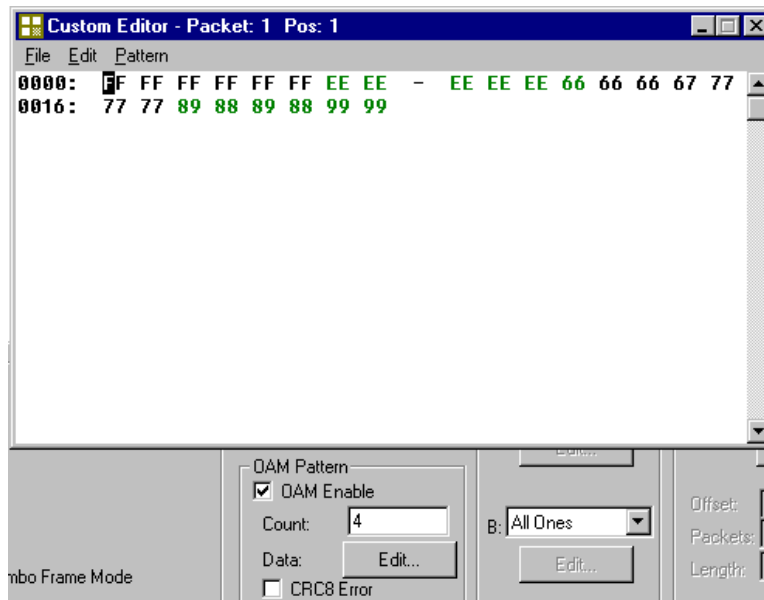 Custom Editor - Packet: 1 Pos: 1
File Edit Pattern
0000: FF FF FF FF FF FF EE EE - EE EE EE 66 66 66 67 77
0016: 77 77 89 88 89 88 99 99
OAM Pattern
OAM Enable
Count: 4
Data: Edit...
CRC8 Error
mbo Frame Mode
Edit...
B: All Ones
Edit...
Offset:
Packets:
Length: